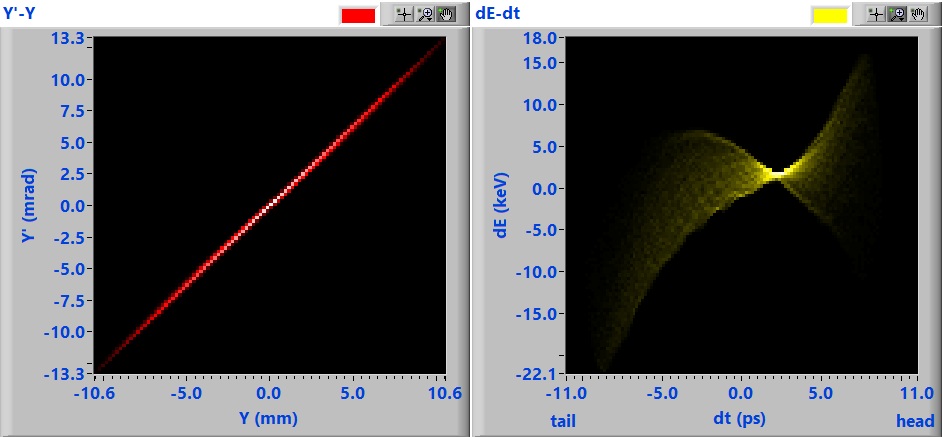 Y'-Y
13.3
10.0
7.5
5.0
2.5
0.0
-2.5
-5.0
-7.5
-10.0
-13.3
Y' (mrad)
-10.6 -5.0 0.0 5.0 10.6
Y (mm)
dE-dt
18.0
15.0
10.0
5.0
0.0
-5.0
-10.0
-15.0
-22.1
dE (keV)
-11.0 -5.0 0.0 5.0 11.0
tail dt (ps) head